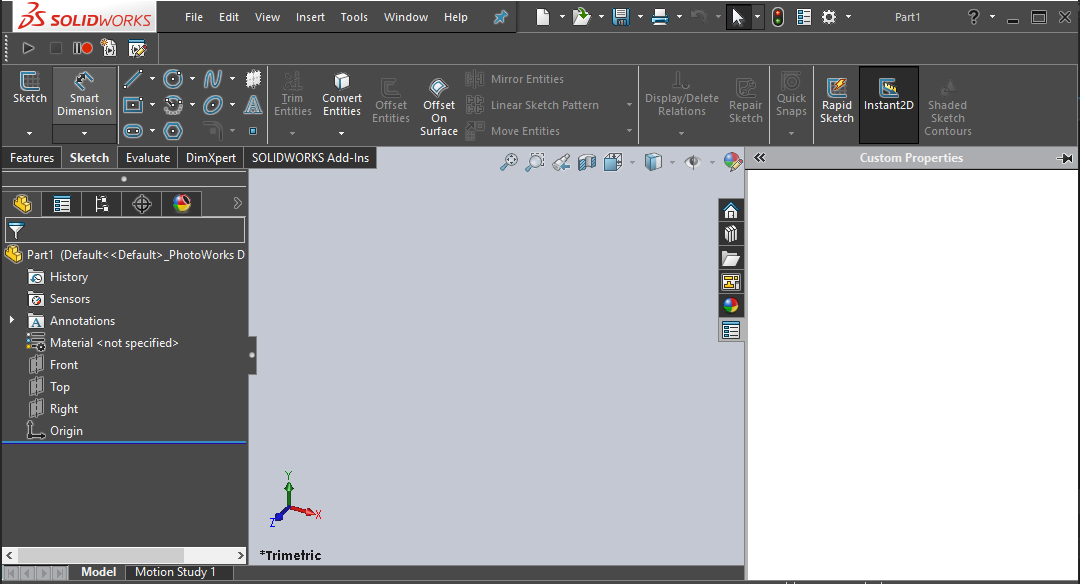 SOLIDWORKS File Edit View Insert Tools Window Help Part1 ?
Sketch
Smart
Dimension
Trim
Entities
Convert
Entities
Offset
Entities
Offset
On
Surface
Mirror Entities
Linear Sketch Pattern
Move Entities
Display/Delete
Relations
Repair
Sketch
Quick
Snaps
Rapid
Sketch
Instant2D
Shaded
Sketch
Contours
Features Sketch Evaluate DimXpert SOLIDWORKS Add-Ins
Custom Properties
Part1 (Default<<Default>_PhotoWorks D
History
Sensors
A Annotations
Material <not specified>
Front
Top
Right
Origin
Y
X
Z
*Trimetric
Model Motion Study 1